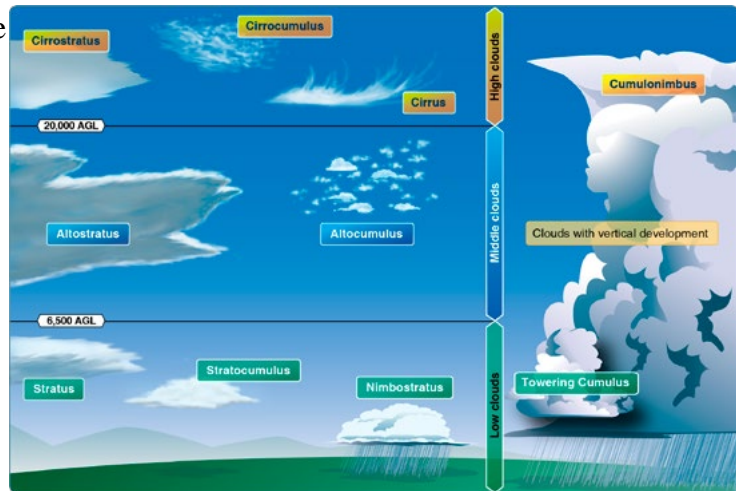 e
Cirrostratus
Cirrocumulus
Cirrus
High clouds
Cumulonimbus
20,000 AGL
Altostratus
Altocumulus
Middle clouds
Clouds with vertical development
6,500 AGL
Stratus
Stratocumulus
Nimbostratus
Low clouds
Towering Cumulus